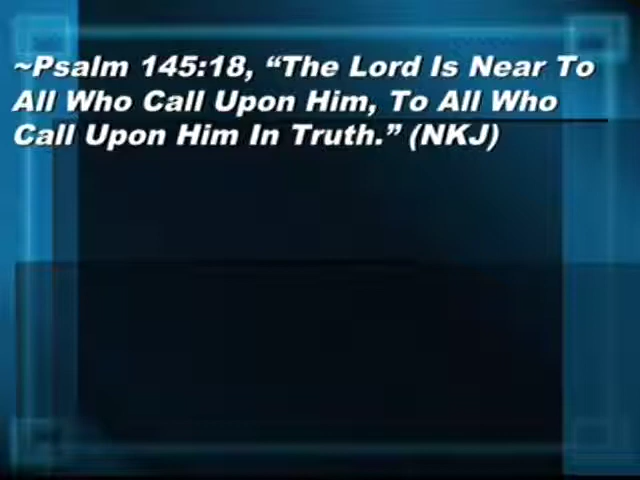 ~Psalm 145:18, “The Lord Is Near To
All Who Call Upon Him, To All Who
Call Upon Him In Truth.” (NKJ)